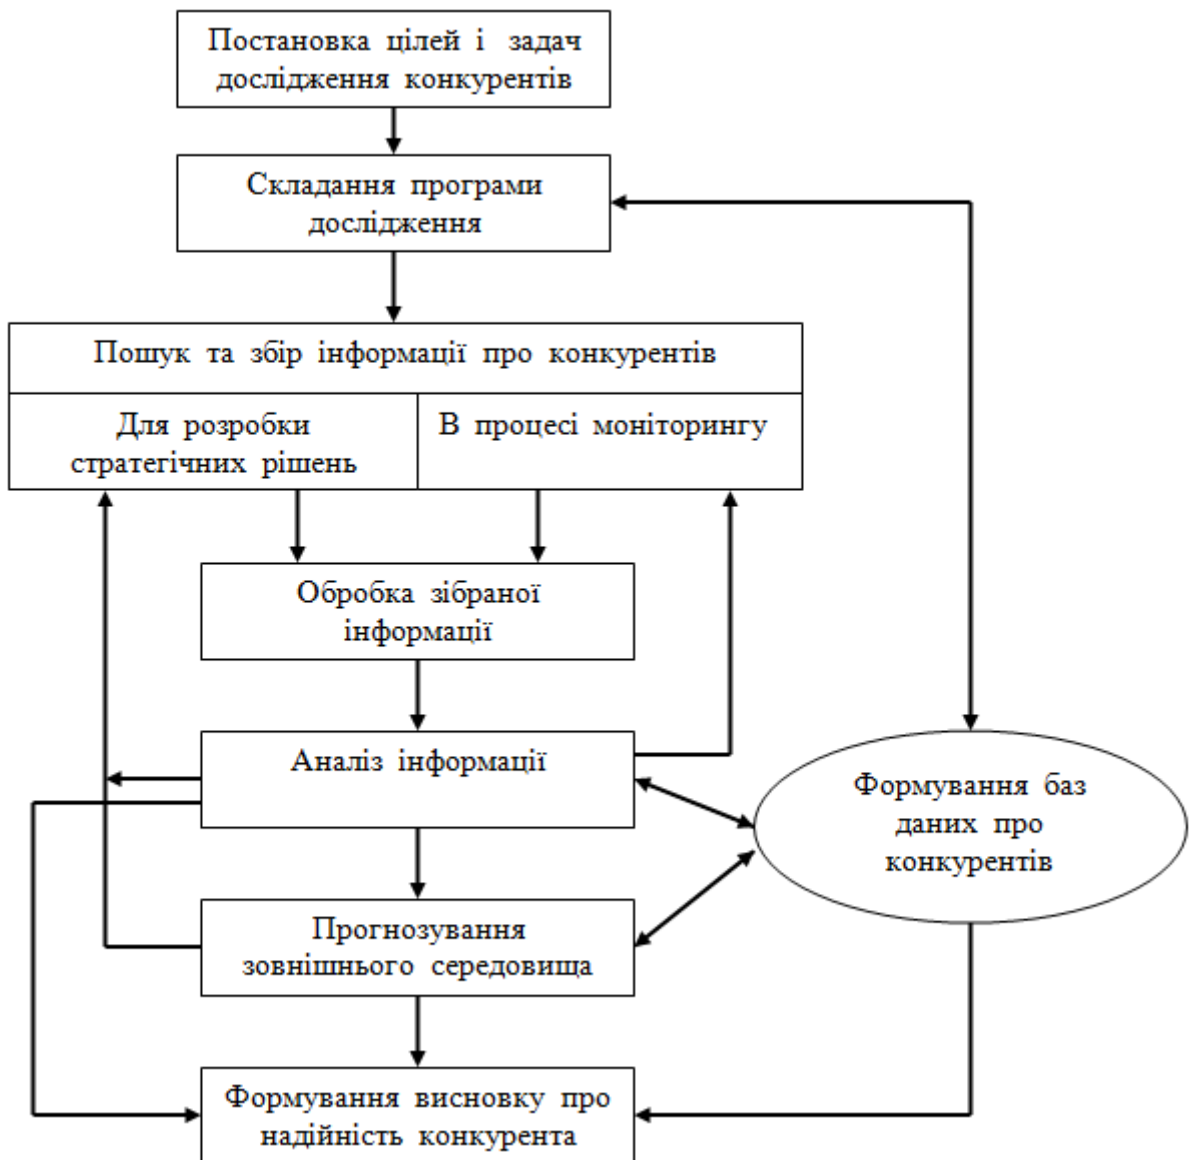 Постановка цілей і задач
дослідження конкурентів
Складання програми
дослідження
Пошук та збір інформації про конкурентів
Для розробки
стратегічних рішень
В процесі моніторингу
Обробка зібраної
інформації
Аналіз інформації
Формування баз
даних про
конкурентів
Прогнозування
зовнішнього середовища
Формування висновку про
надійність конкурента